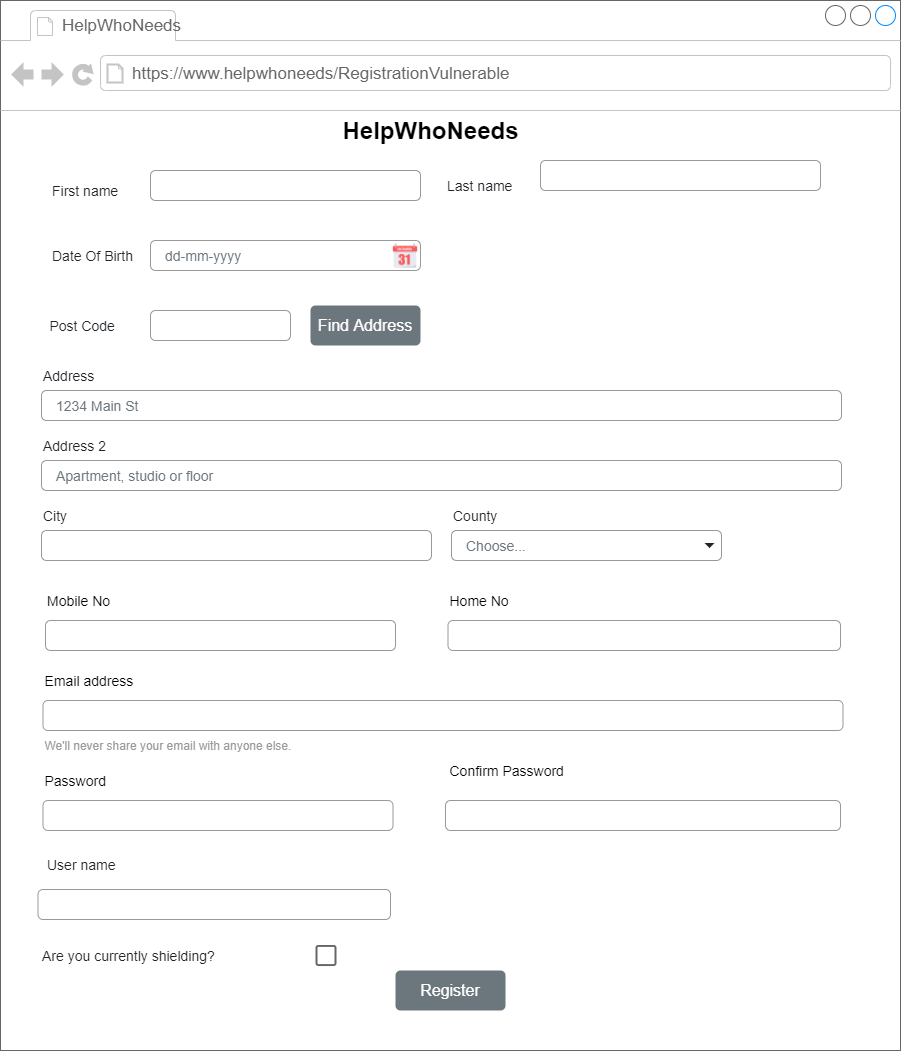 HelpWhoNeeds
https://www.helpwhoneeds/RegistrationVulnerable
HelpWhoNeeds
First name
Last name
Date Of Birth
dd-mm-yyyy
31
Post Code
Find Address
Address
1234 Main St
Address 2
Apartment, studio or floor
City
County
Choose...
Mobile No
Home No
Email address
We'll never share your email with anyone else.
Password
Confirm Password
User name
Are you currently shielding?
Register